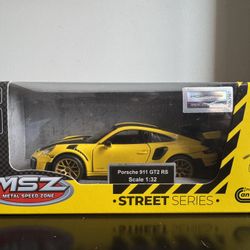 Porsche 911 GT2 RS
Scale 1:32
MSZ
METAL SPEED ZONE
STREET SERIES